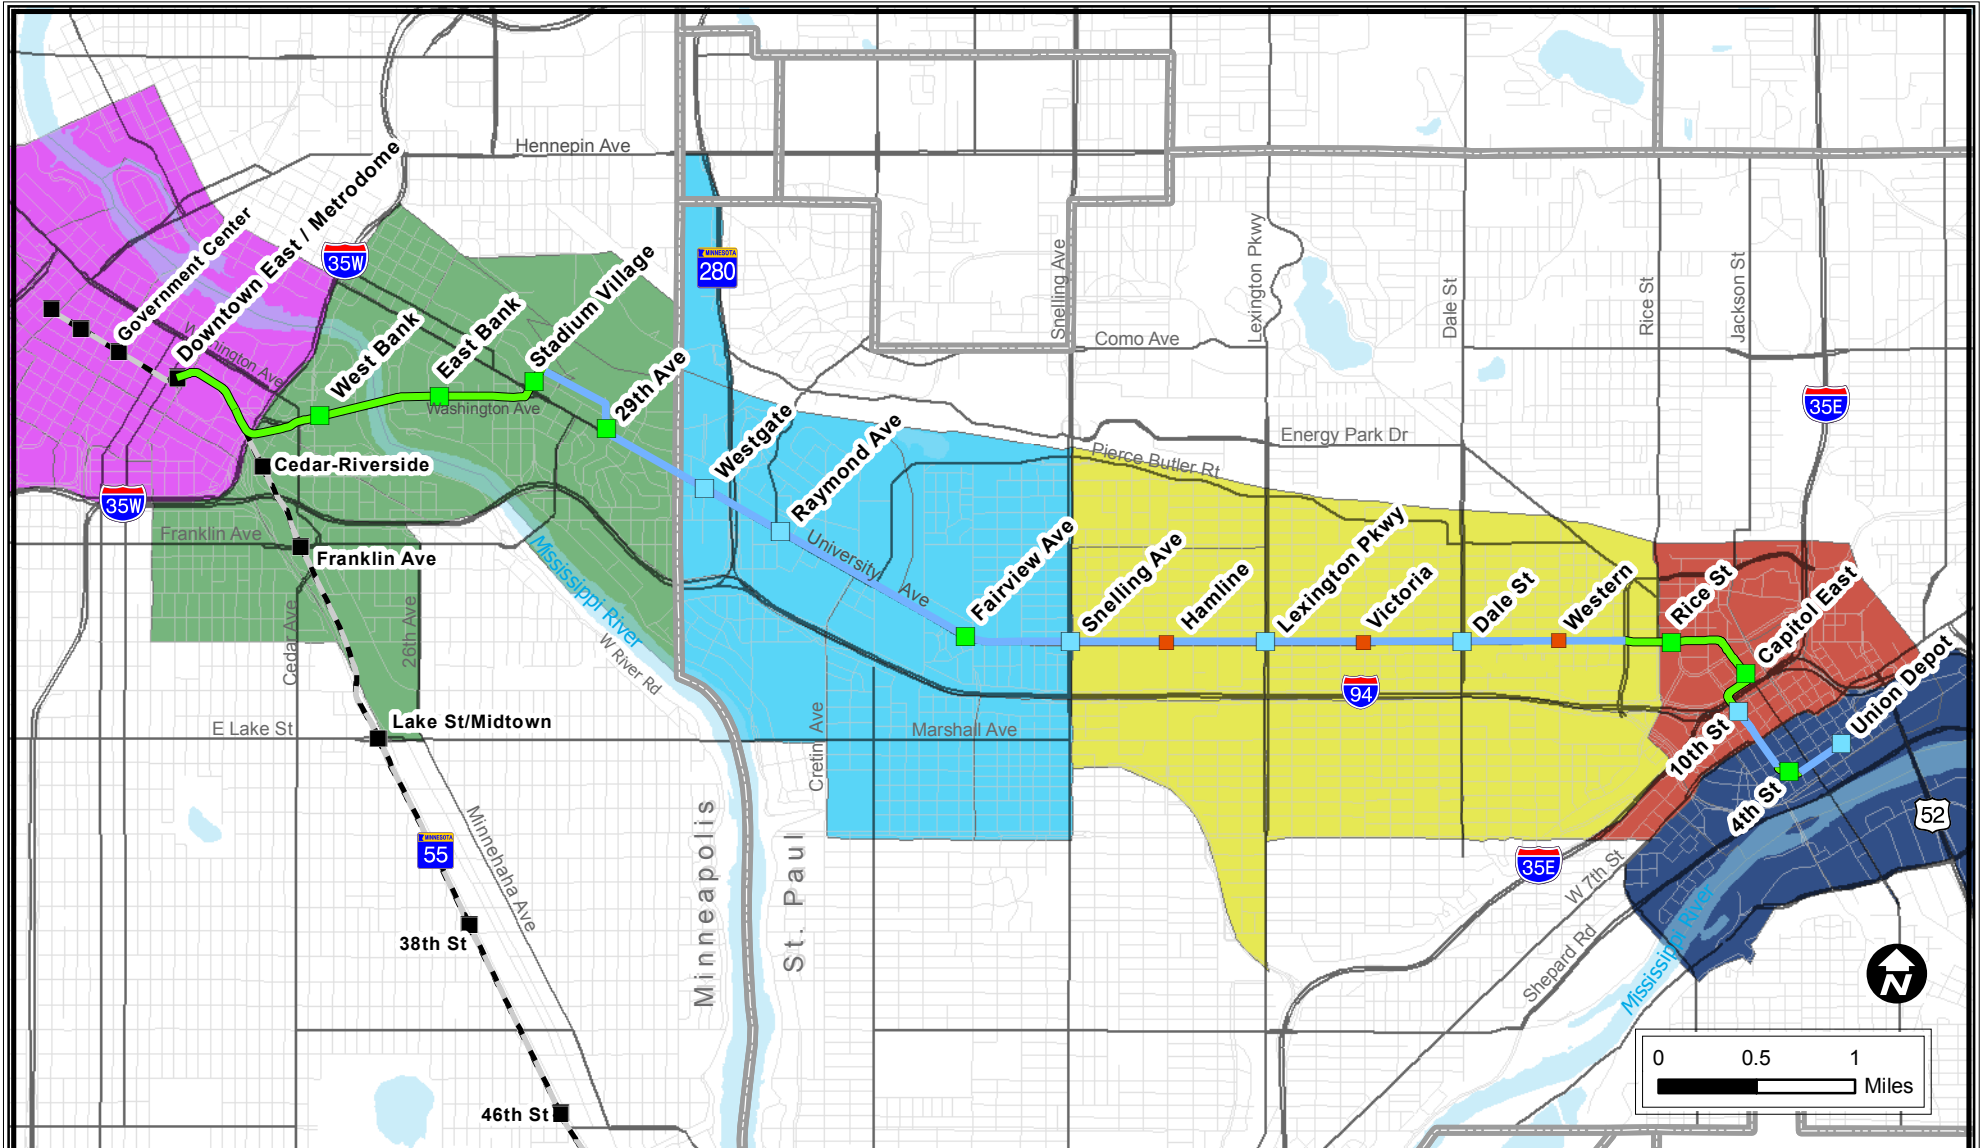 Hennepin Ave
Government Center
Downtown East / Metrodome
35W
MINNESOTA
280
Snelling Ave
Lexington Pkwy
Dale St
Rice St
Jackson St
Como Ave
35E
Washington Ave
West Bank
East Bank
Stadium Village
29th Ave
Washington Ave
Westgate
Raymond Ave
Energy Park Dr
Pierce Butler Rt
Cedar-Riverside
35W
Franklin Ave
Franklin Ave
Mississippi River
W River Rd
University Ave
Fairview Ave
Snelling Ave
Hamline
Lexington Pkwy
Victoria
Dale St
Western
Rice St
Capitol East
Union Depot
10th St
4th St
94
Cedar Ave
26th Ave
E Lake St
Lake St/Midtown
Cretin Ave
Marshall Ave
Minnehaha Ave
MINNESOTA
55
Minneapolis
St. Paul
52
35E
W 7th St
Shepard Rd
Mississippi River
38th St
46th St
N
0 0.5 1
Miles